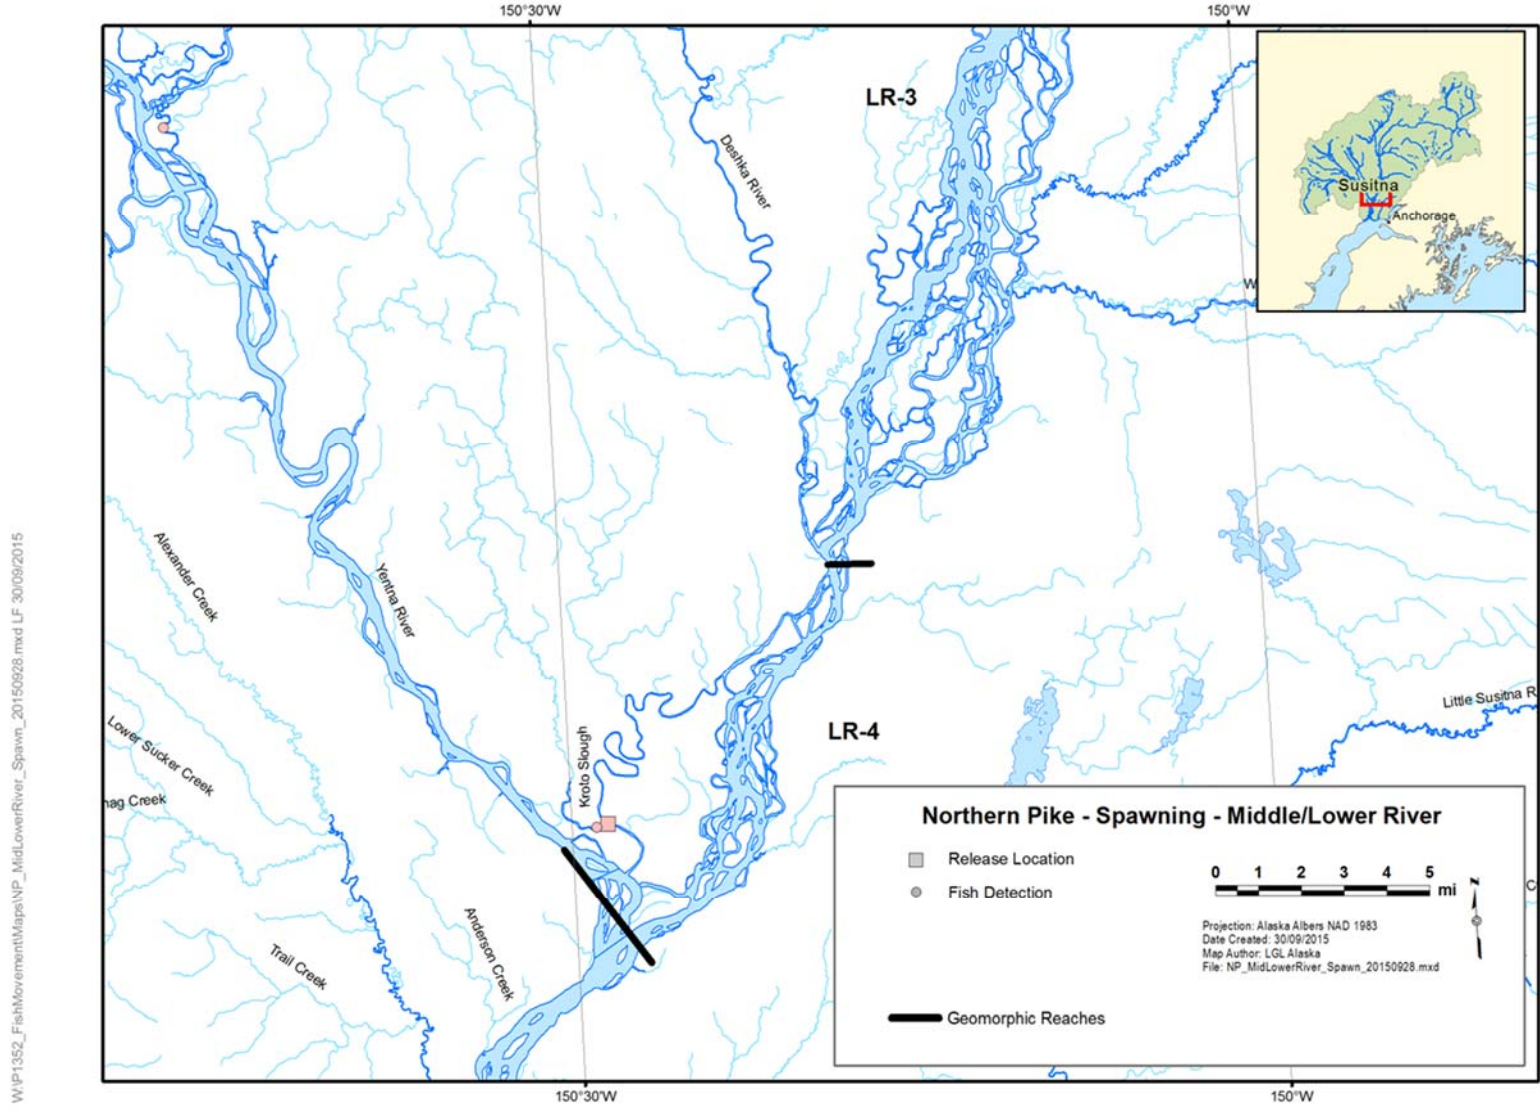 150°30'W
150°W
LR-3
Deshka River
Susitna
Anchorage
W
Alexander Creek
Yentna River
Lower Sucker Creek
nag Creek
Kroto Slough
LR-4
Little Susitna R
Trail Creek
Anderson Creek
C
Northern Pike - Spawning - Middle/Lower River
Release Location
Fish Detection
0 1 2 3 4 5
mi
N
Projection: Alaska Albers NAD 1983
Date Created: 30/09/2015
Map Author: LGL Alaska
File: NP_MidLowerRiver_Spawn_20150928.mxd
Geomorphic Reaches
150°30'W
150°W
W:\P1352_FishMovement\Maps\NP_MidLowerRiver_Spawn_20150928.mxd LF 30/09/2015